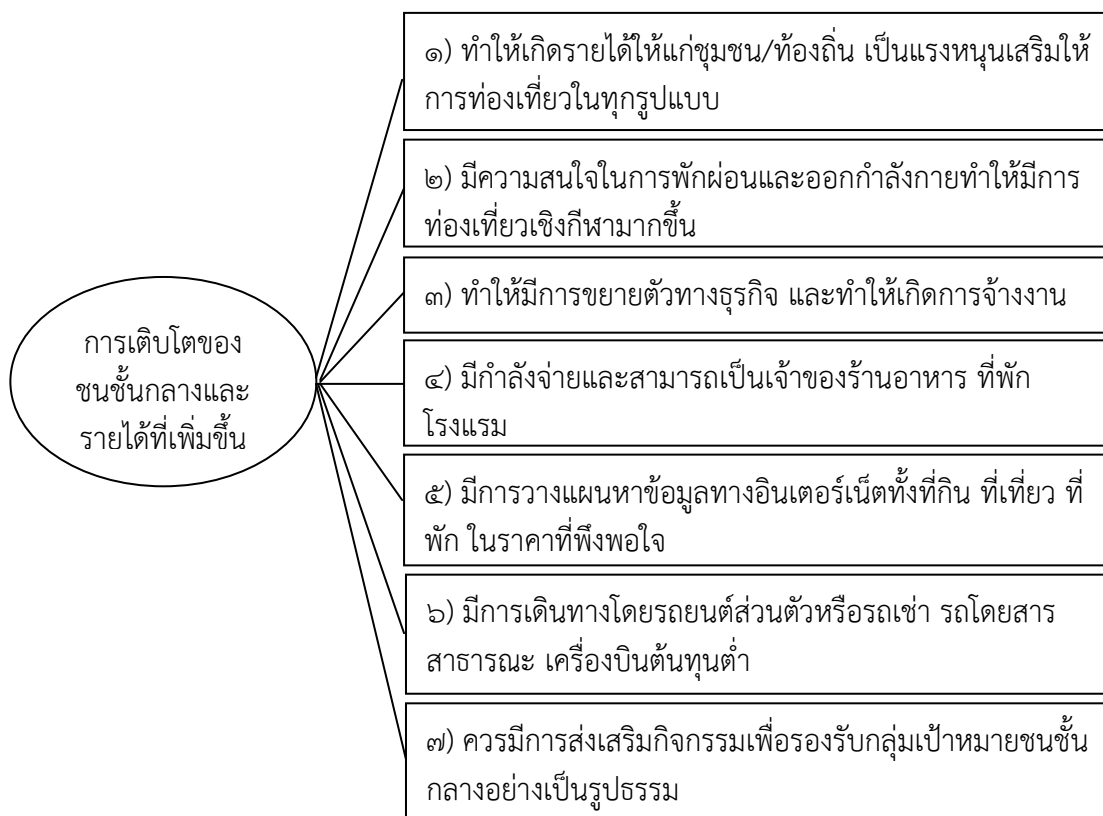 ๑) ทำให้เกิดรายได้ให้แก่ชุมชน/ท้องถิ่น เป็นแรงหนุนเสริมให้
การท่องเที่ยวในทุกรูปแบบ
๒) มีความสนใจในการพักผ่อนและออกกำลังกายทำให้มีการ
ท่องเที่ยวเชิงกีฬามากขึ้น
๓) ทำให้มีการขยายตัวทางธุรกิจ และทำให้เกิดการจ้างงาน
การเติบโตของ
ชนชั้นกลางและ
รายได้ที่เพิ่มขึ้น
๔) มีกำลังจ่ายและสามารถเป็นเจ้าของร้านอาหาร ที่พัก
โรงแรม
๕) มีการวางแผนหาข้อมูลทางอินเตอร์เน็ตทั้งที่กิน ที่เที่ยว ที่
พัก ในราคาที่พึงพอใจ
๖) มีการเดินทางโดยรถยนต์ส่วนตัวหรือรถเช่า รถโดยสาร
สาธารณะ เครื่องบินต้นทุนต่ำ
๗) ควรมีการส่งเสริมกิจกรรมเพื่อรองรับกลุ่มเป้าหมายชนชั้น
กลางอย่างเป็นรูปธรรม